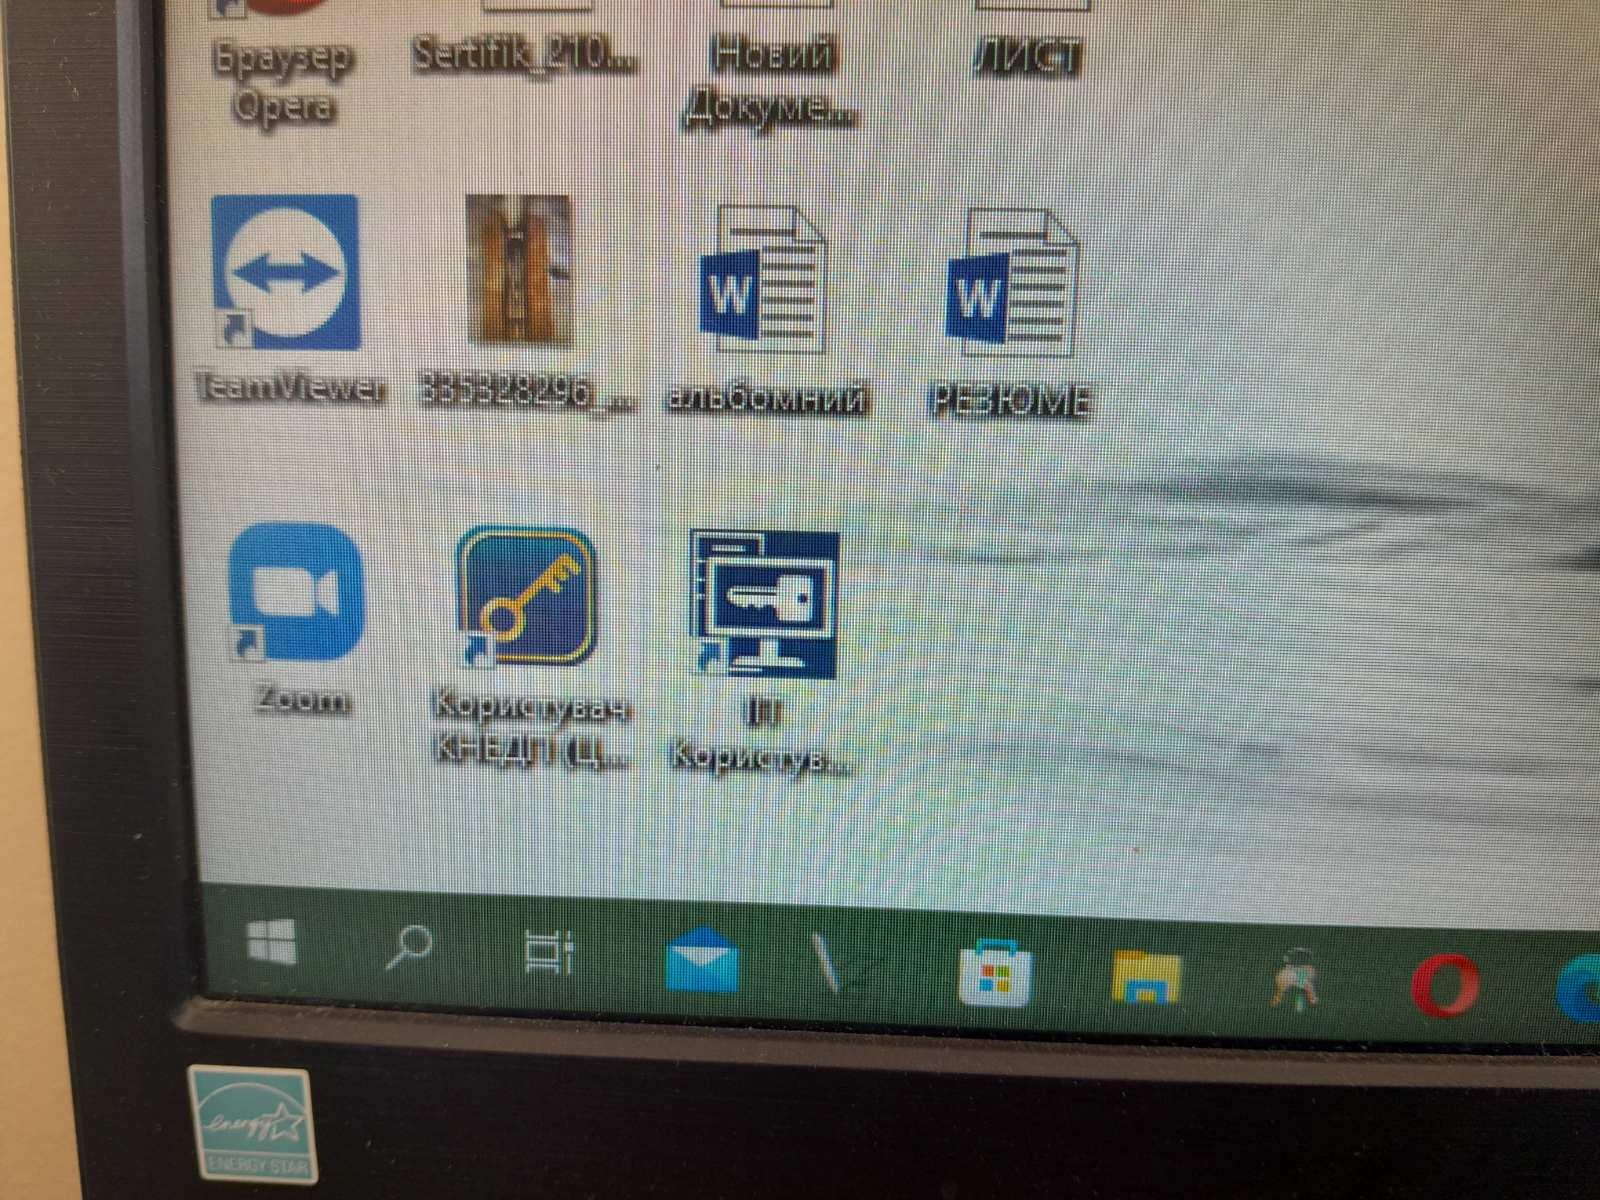 Браузер
Opera
Sertifik_210...
Новий
Докуме...
ЛИСТ
TeamViewer
335328296_...
альбомний
РЕЗЮМЕ
W
W
Zoom
Користувач
КНЕДП (Ц...
ІІТ
Користув...
energy
ENERGY STAR